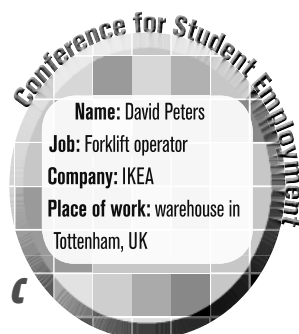 Conference for Student Employment
Name: David Peters
Job: Forklift operator
Company: IKEA
Place of work: warehouse in
Tottenham, UK
C